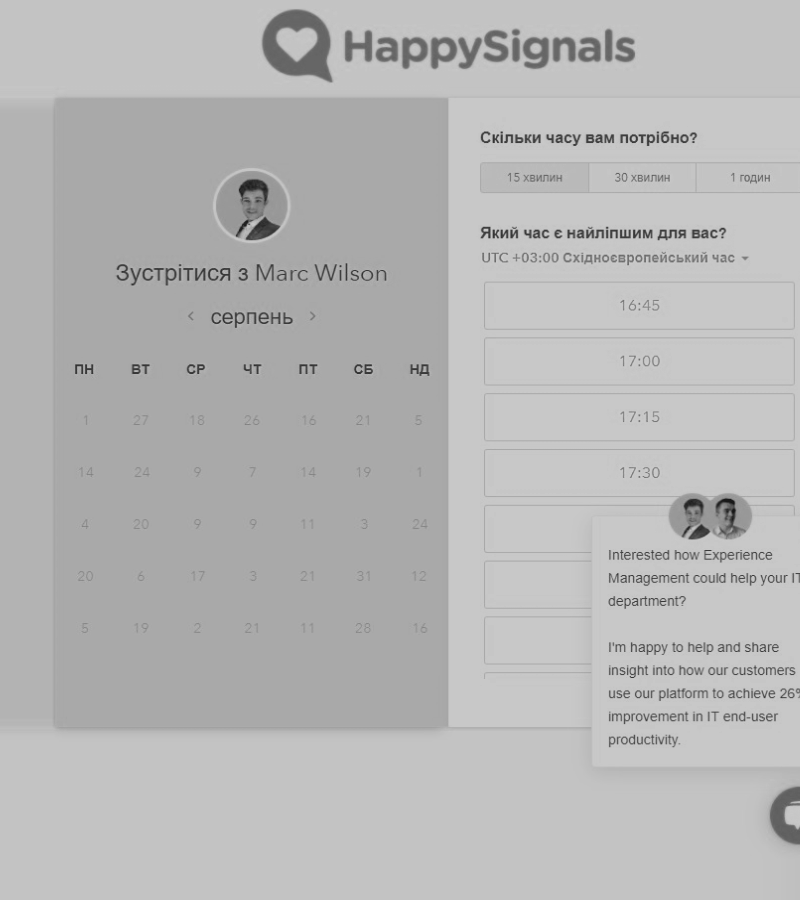 HappySignals
Зустрітися з Marc Wilson
серпень
ПН ВТ СР ЧТ ПТ СБ НД
1 27 18 26 16 21 5
14 24 9 7 14 19 1
4 20 9 9 11 3 24
20 6 17 3 21 31 12
5 19 2 21 11 28 16
Скільки часу вам потрібно?
15 хвилин 30 хвилин 1 годин
Який час є найліпшим для вас?
UTC +03:00 Східноєвропейський час
16:45
17:00
17:15
17:30
Interested how Experience
Management could help your IT
department?
I'm happy to help and share
insight into how our customers
use our platform to achieve 26%
improvement in IT end-user
productivity.